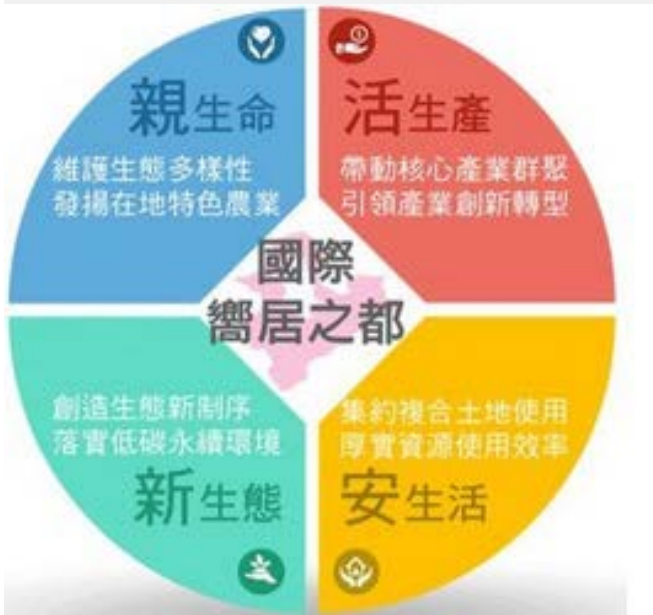 親生命
維護生態多樣性
發揚在地特色農業
活生產
帶動核心產業群聚
引領產業創新轉型
國際
嚮居之都
創造生態新制序
落實低碳永續環境
新生態
集約複合土地使用
厚實資源使用效率
安生活